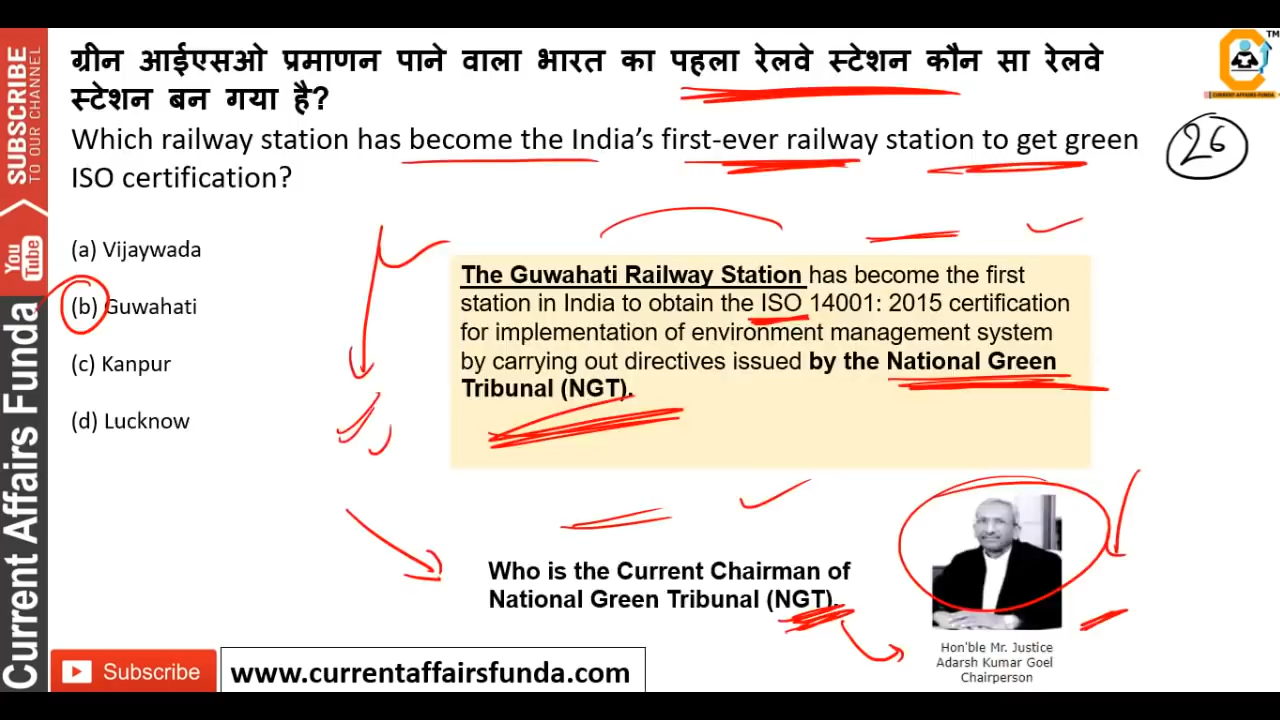 ग्रीन आईएसओ प्रमाणन पाने वाला भारत का पहला रेलवे स्टेशन कौन सा रेलवे
स्टेशन बन गया है?
Which railway station has become the India's first-ever railway station to get green
ISO certification?
26
(a) Vijaywada
(b) Guwahati
(c) Kanpur
(d) Lucknow
The Guwahati Railway Station has become the first
station in India to obtain the ISO 14001: 2015 certification
for implementation of environment management system
by carrying out directives issued by the National Green
Tribunal (NGT).
Who is the Current Chairman of
National Green Tribunal (NGT).
Hon'ble Mr. Justice
Adarsh Kumar Goel
Chairperson
Subscribe
www.currentaffairsfunda.com
SUBSCRIBE
TO OUR CHANNEL
You
Tube
Current Affairs Funda
CURRENT-AFFAIRS-FUNDA
TM